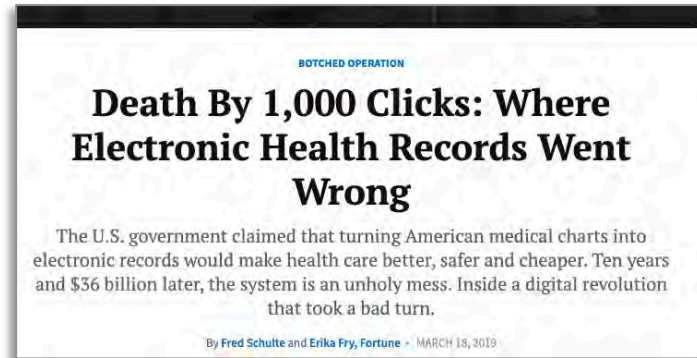 BOTCHED OPERATION
Death By 1,000 Clicks: Where
Electronic Health Records Went
Wrong
The U.S. government claimed that turning American medical charts into
electronic records would make health care better, safer and cheaper. Ten years
and $36 billion later, the system is an unholy mess. Inside a digital revolution
that took a bad turn.
By Fred Schulte and Erika Fry, Fortune • MARCH 18, 2019